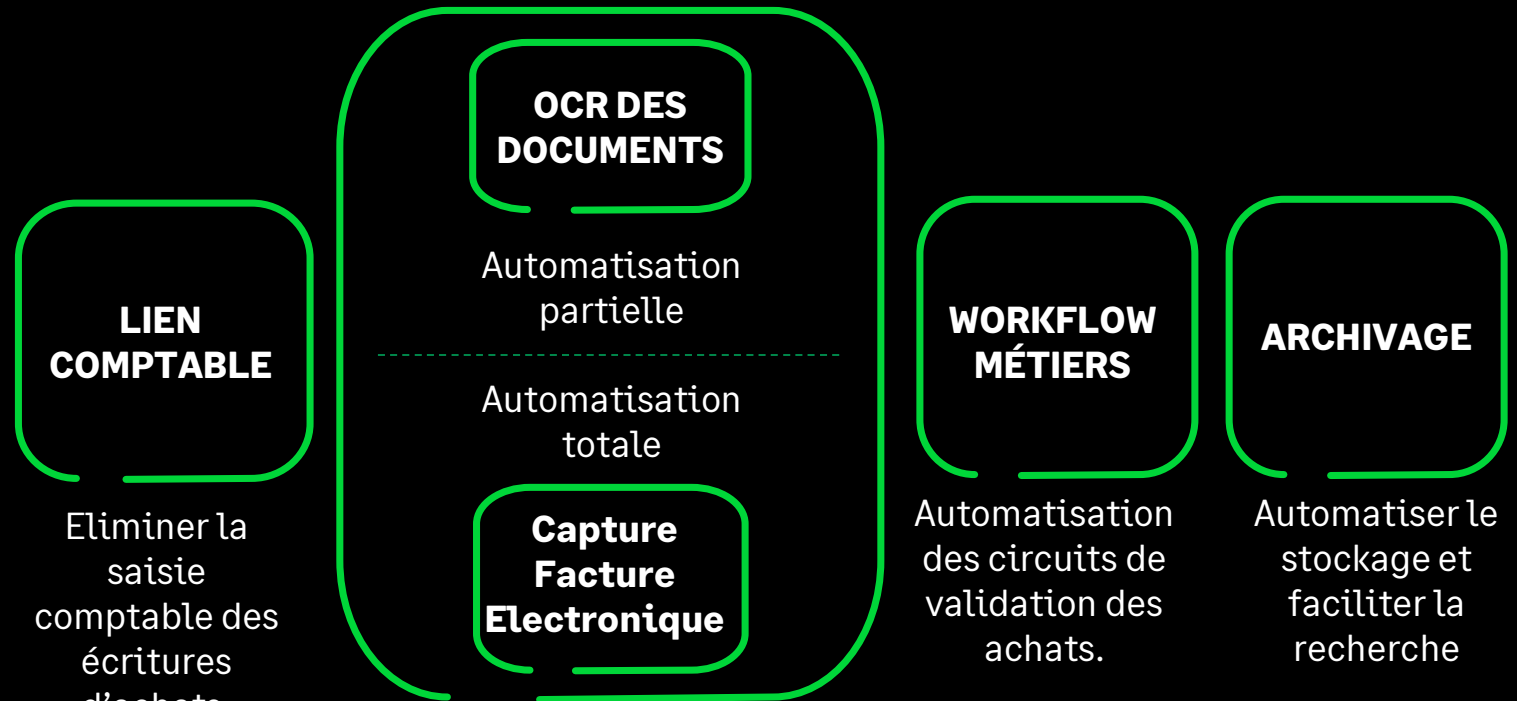 LIEN
COMPTABLE
Eliminer la
saisie
comptable des
écritures
d'achats
OCR DES
DOCUMENTS
Automatisation
partielle
Automatisation
totale
Capture
Facture
Electronique
WORKFLOW
MÉTIERS
Automatisation
des circuits de
validation des
achats.
ARCHIVAGE
Automatiser le
stockage et
faciliter la
recherche